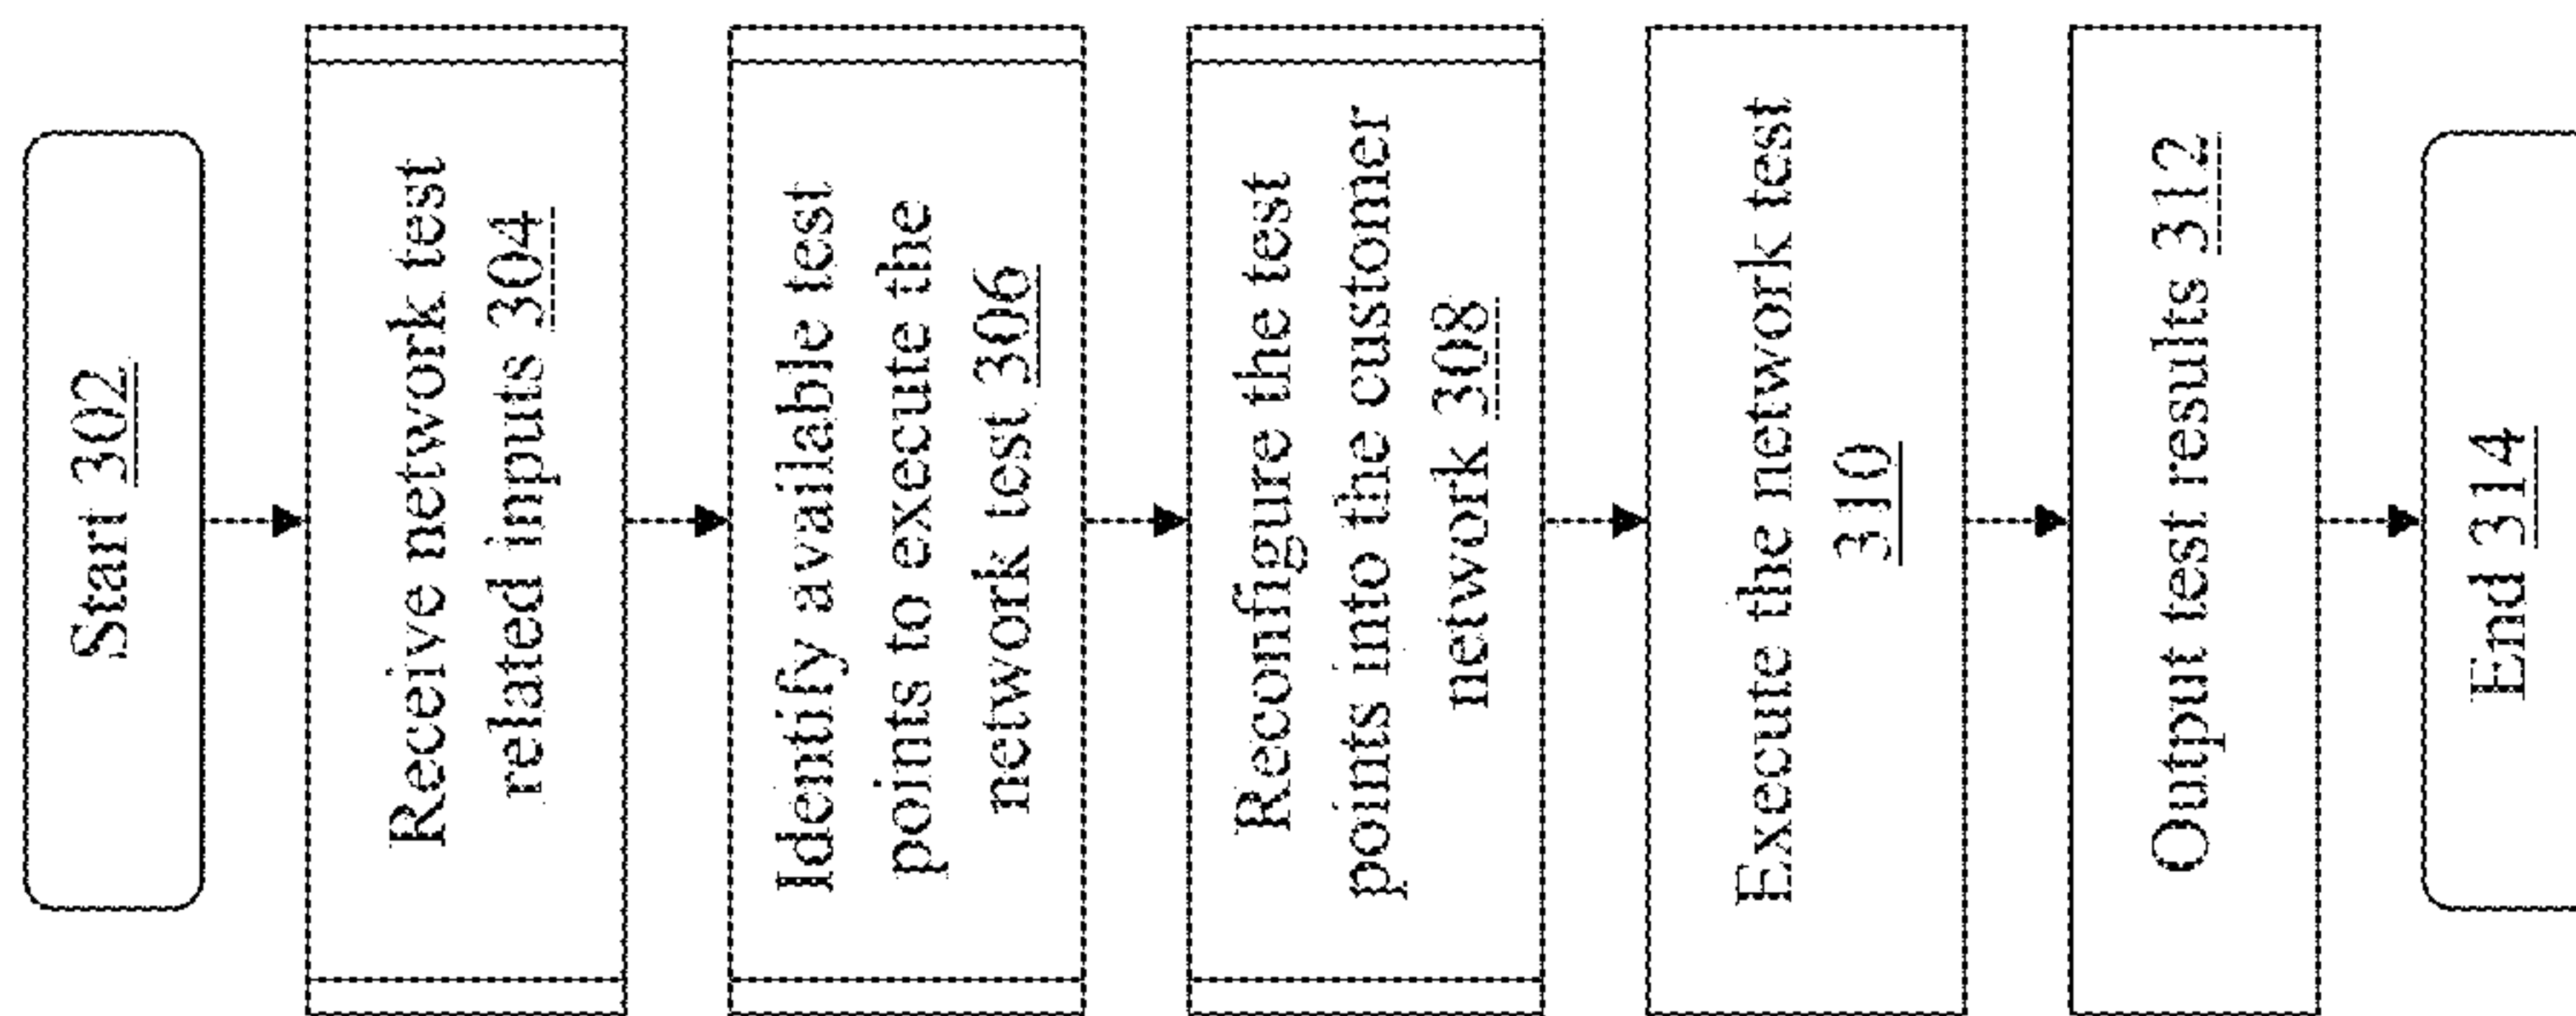 Start 302
Receive network test
related inputs 304
Identify available test
points to execute the
network test 306
Reconfigure the test
points into the customer
network 308
Execute the network test
310
Output test results 312
End 314